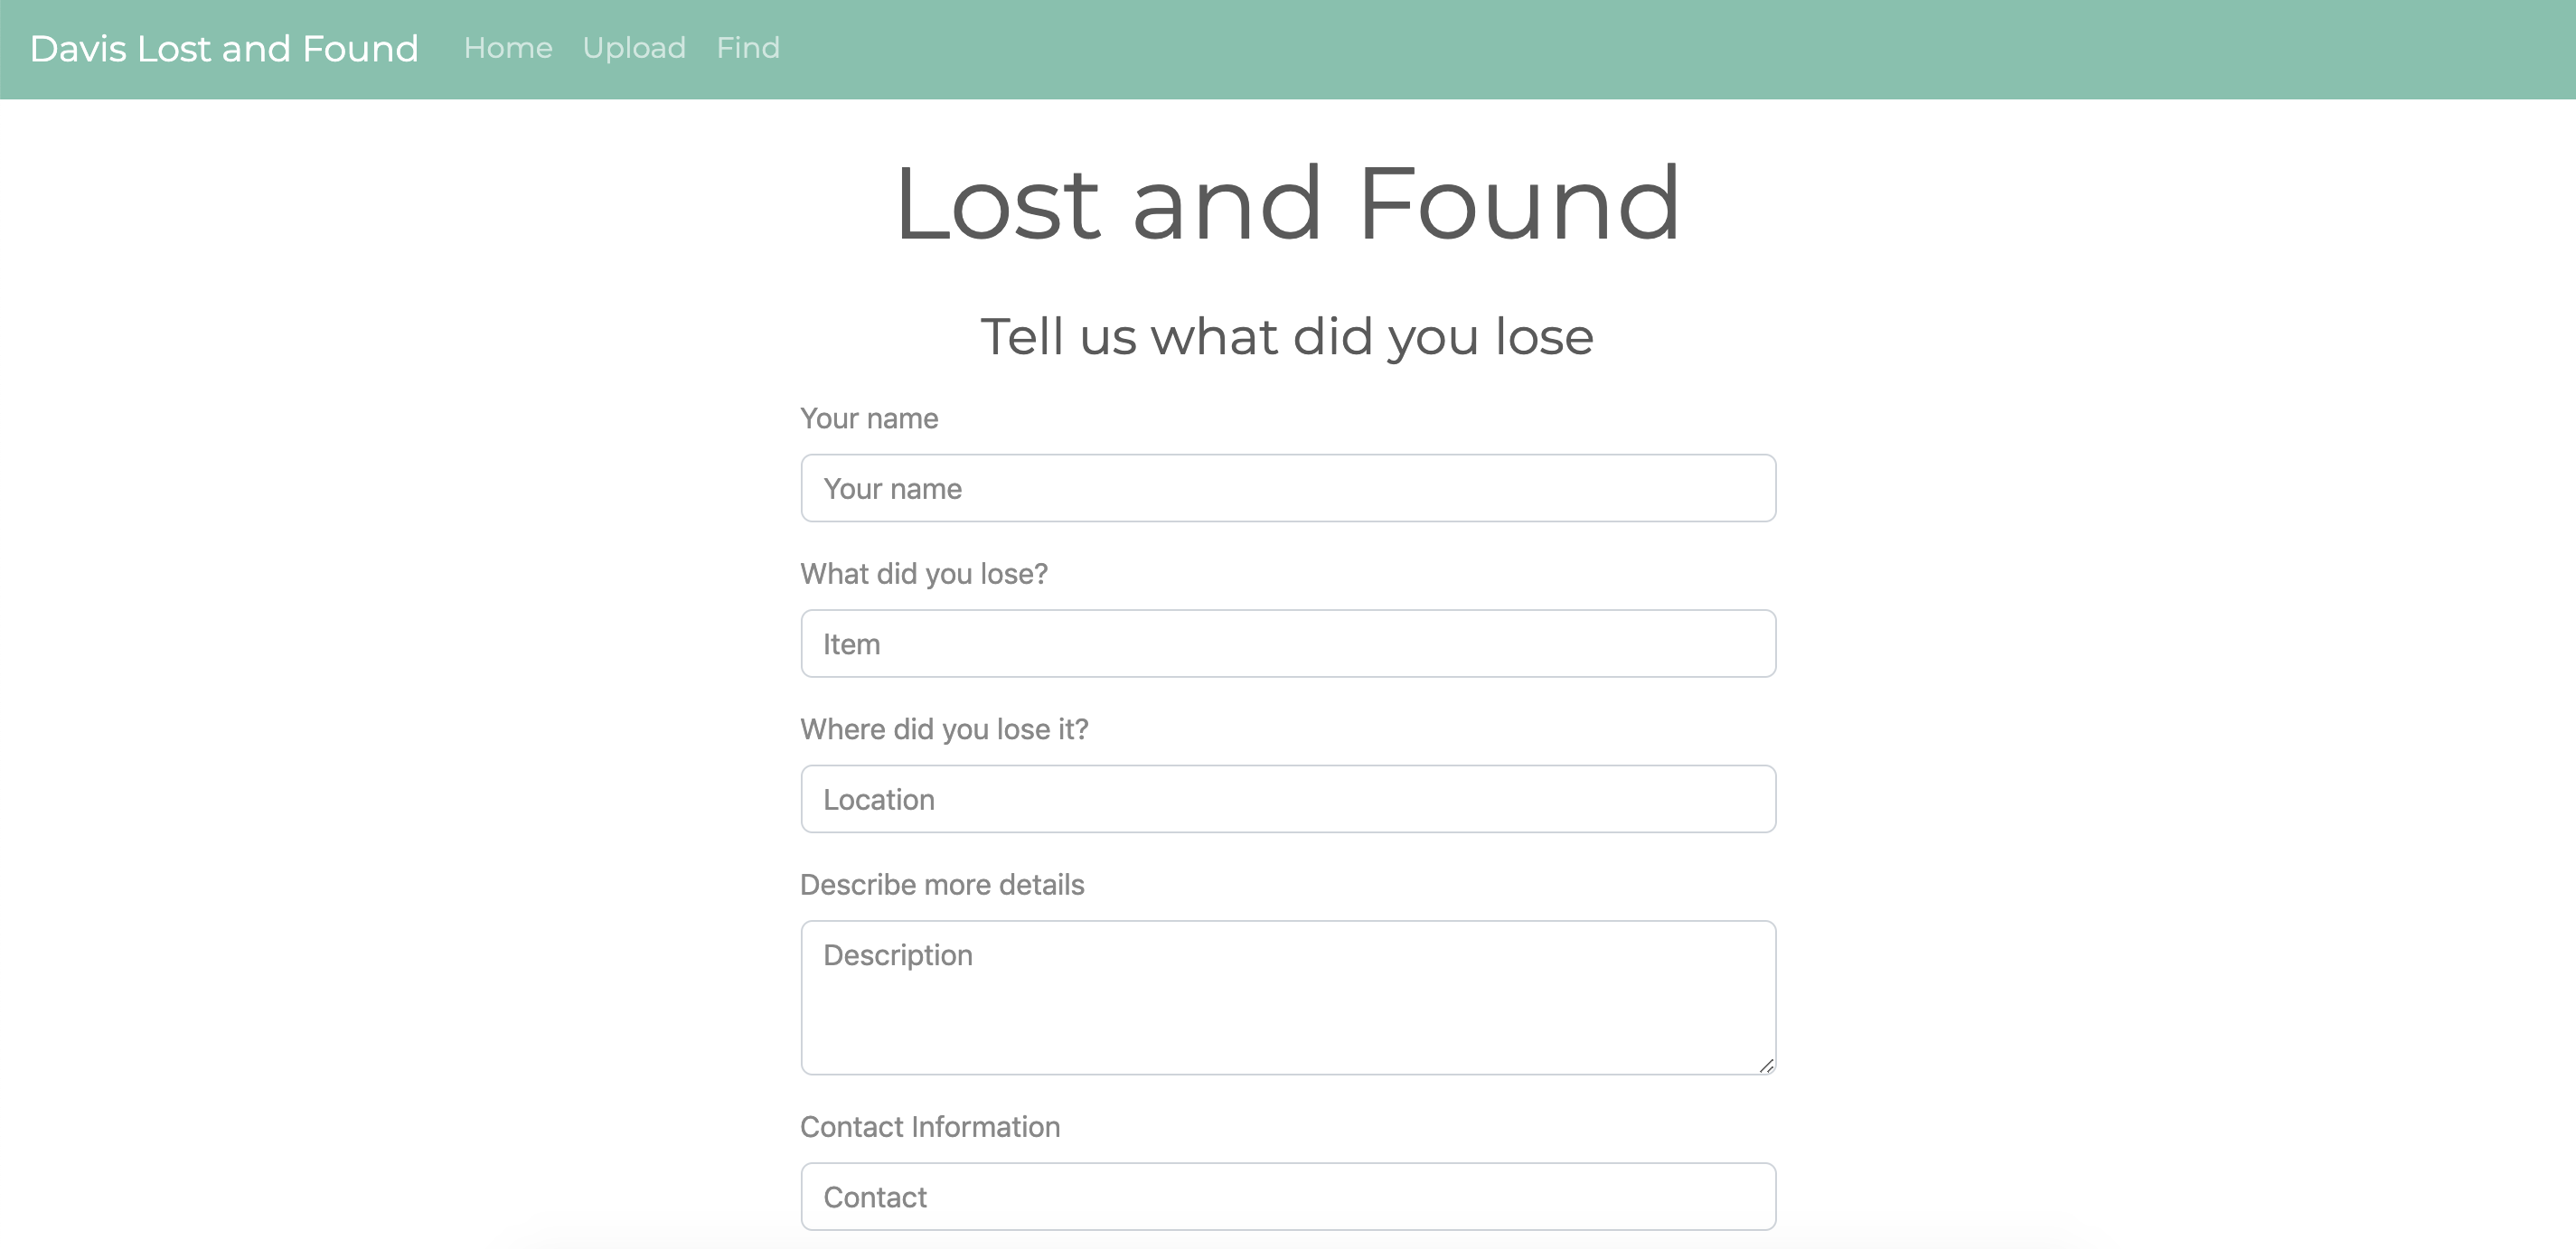 Davis Lost and Found Home Upload Find
Lost and Found
Tell us what did you lose
Your name
Your name
What did you lose?
Item
Where did you lose it?
Location
Describe more details
Description
Contact Information
Contact